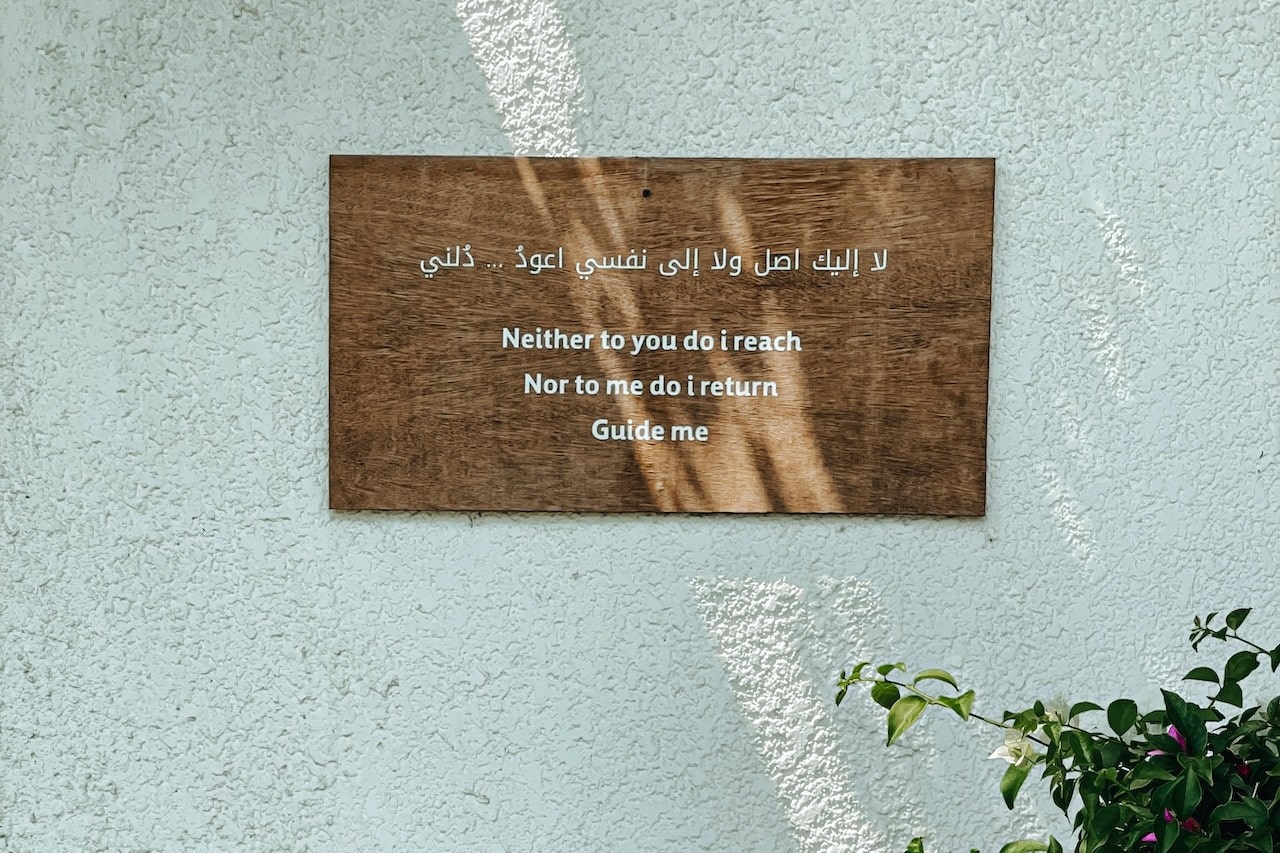 لا إليك اصل ولا إلى نفسي اعودُ ... دُلني
Neither to you do i reach
Nor to me do i return
Guide me